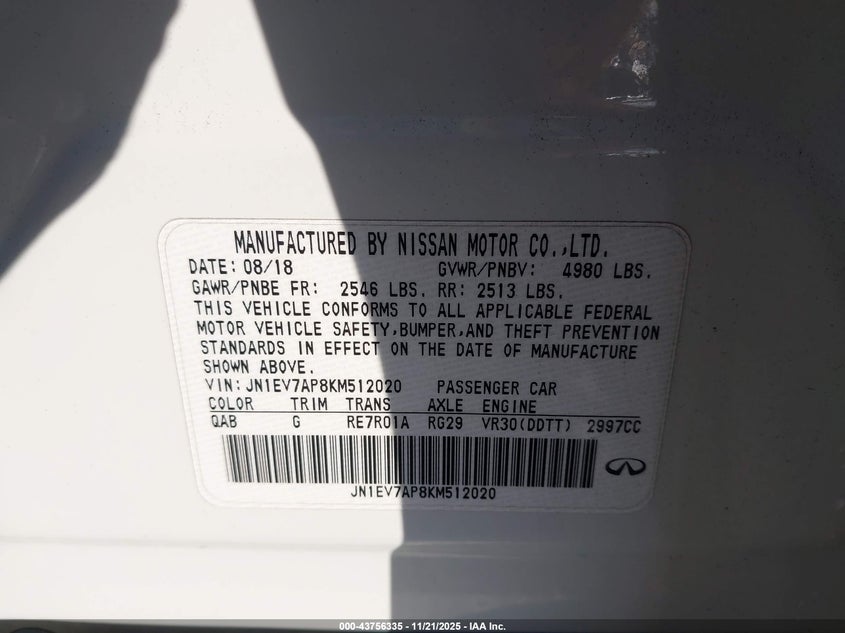 MANUFACTURED BY NISSAN MOTOR CO.,LTD.
DATE: 08/18 GVWR/PNBV: 4980 LBS.
GAWR/PNBE FR: 2546 LBS. RR: 2513 LBS.
THIS VEHICLE CONFORMS TO ALL APPLICABLE FEDERAL
MOTOR VEHICLE SAFETY,BUMPER,AND THEFT PREVENTION
STANDARDS IN EFFECT ON THE DATE OF MANUFACTURE
SHOWN ABOVE.
VIN: JN1EV7AP8KM512020 PASSENGER CAR
COLOR TRIM TRANS AXLE ENGINE
QAB G RE7R01A RG29 VR30(DDTT) 2997CC
JN1EV7AP8KM512020
000-43756335 - 11/21/2025 - IAA Inc.